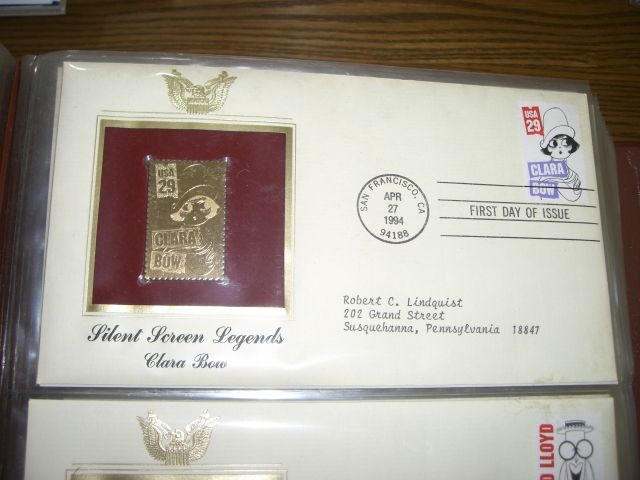 USA
29
CLARA
BOW
Silent Screen Legends
Clara Bow
SAN FRANCISCO, CA
APR
27
1994
94188
FIRST DAY OF ISSUE
USA
29
CLARA
BOW
Robert C. Lindquist
202 Grand Street
Susquehanna, Pennsylvania 18847
LLOYD